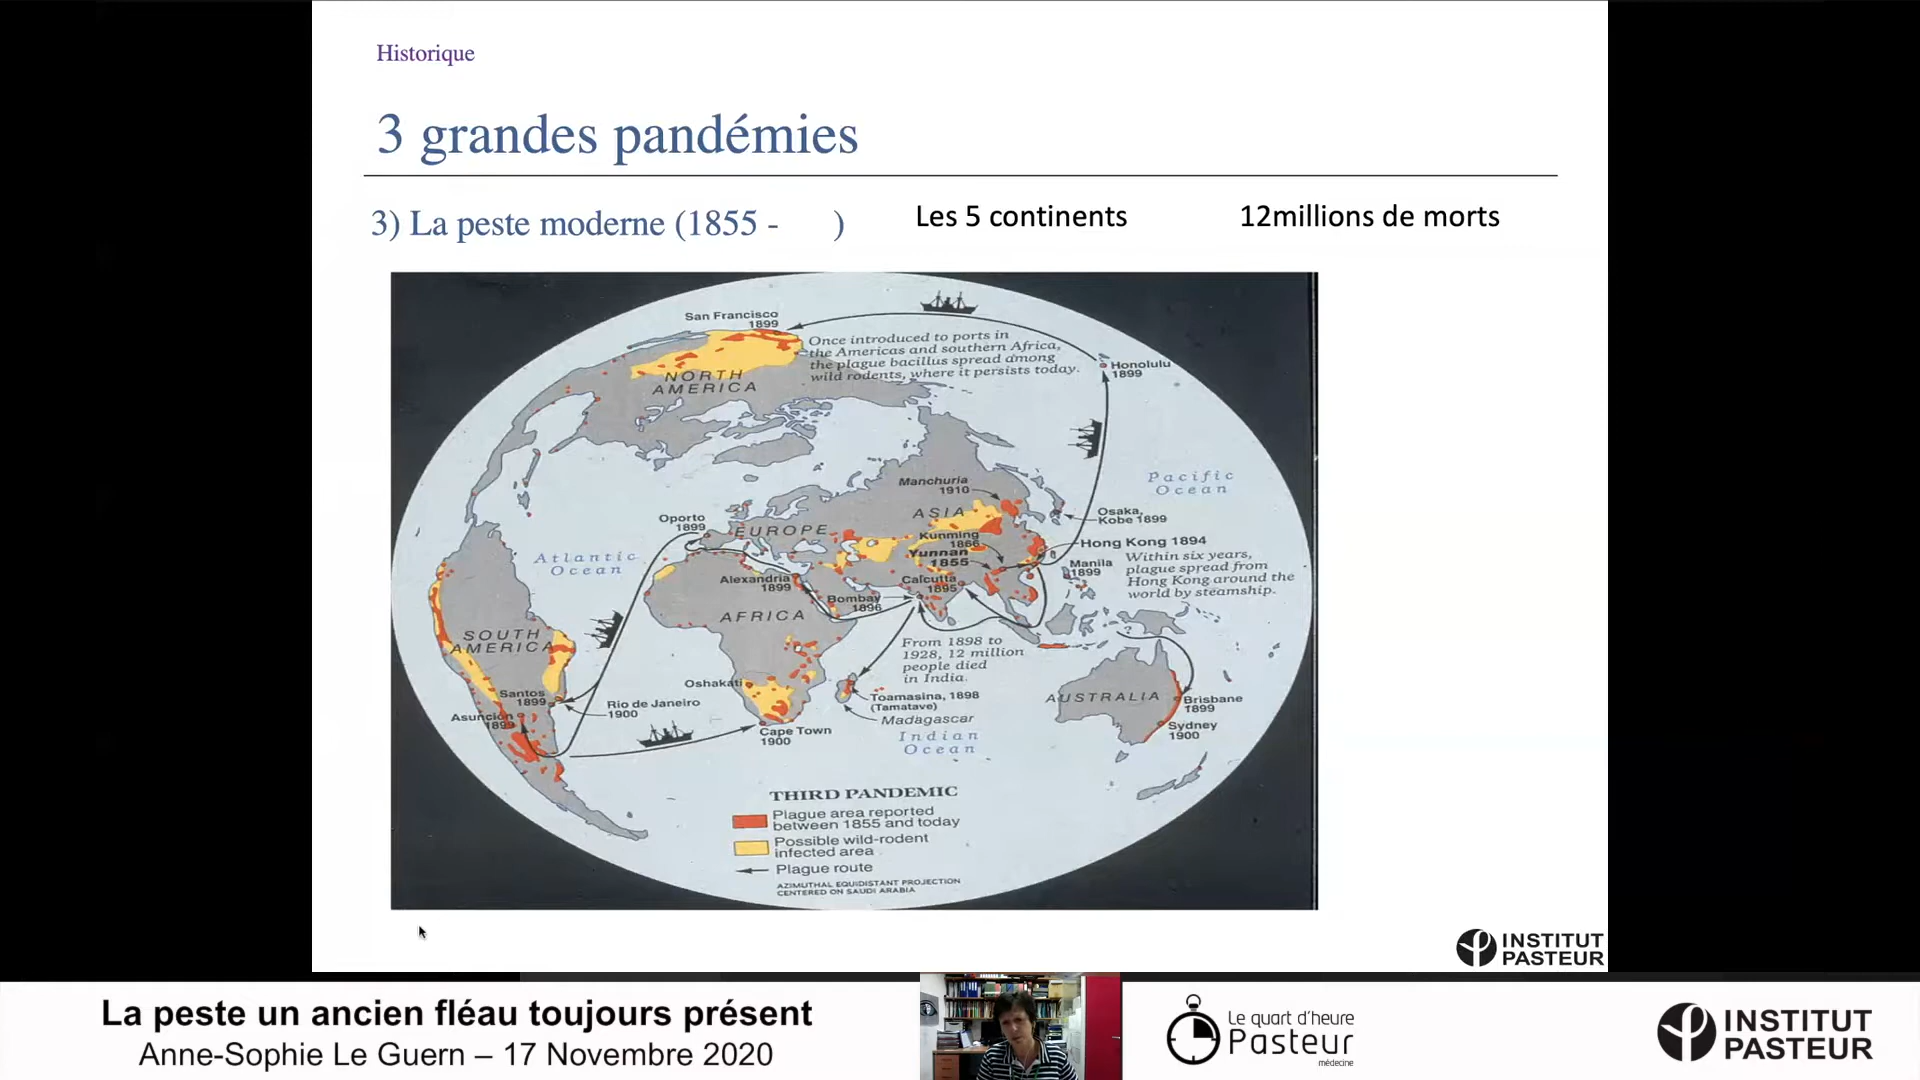 Historique
3 grandes pandémies
3) La peste moderne (1855 - )
Les 5 continents
12millions de morts
San Francisco
1899
Once introduced to ports in
the Americas and southern Africa,
the plague bacillus spread among
wild rodents, where it persists today.
Honolulu
1899
NORTH
AMERICA
Pacific
Ocean
Manchuria
1910
ASIA
Osaka,
Kobe 1899
Oporto
1899
EUROPE
Kunming
1866
Yunnan
1855
Hong Kong 1894
Within six years,
plague spread from
Hong Kong around the
world by steamship.
Atlantic
Ocean
Manila
1899
Alexandria
1899
Calcutta
1895
Bombay
1896
AFRICA
SOUTH
AMERICA
From 1898 to
1928, 12 million
people died
in India.
?
Oshakati
Santos
1899
Rio de Janeiro
1900
Toamasina, 1898
(Tamatave)
Madagascar
AUSTRALIA
Brisbane
1899
Sydney
1900
Asunción
1899
Cape Town
1900
Indian
Ocean
THIRD PANDEMIC
Plague area reported
between 1855 and today
Possible wild-rodent
infected area
Plague route
AZIMUTHAL EQUIDISTANT PROJECTION
CENTERED ON SAUDI ARABIA
INSTITUT
PASTEUR
La peste un ancien fléau toujours présent
Anne-Sophie Le Guern – 17 Novembre 2020
Le quart d'heure
Pasteur
médecine
INSTITUT
PASTEUR